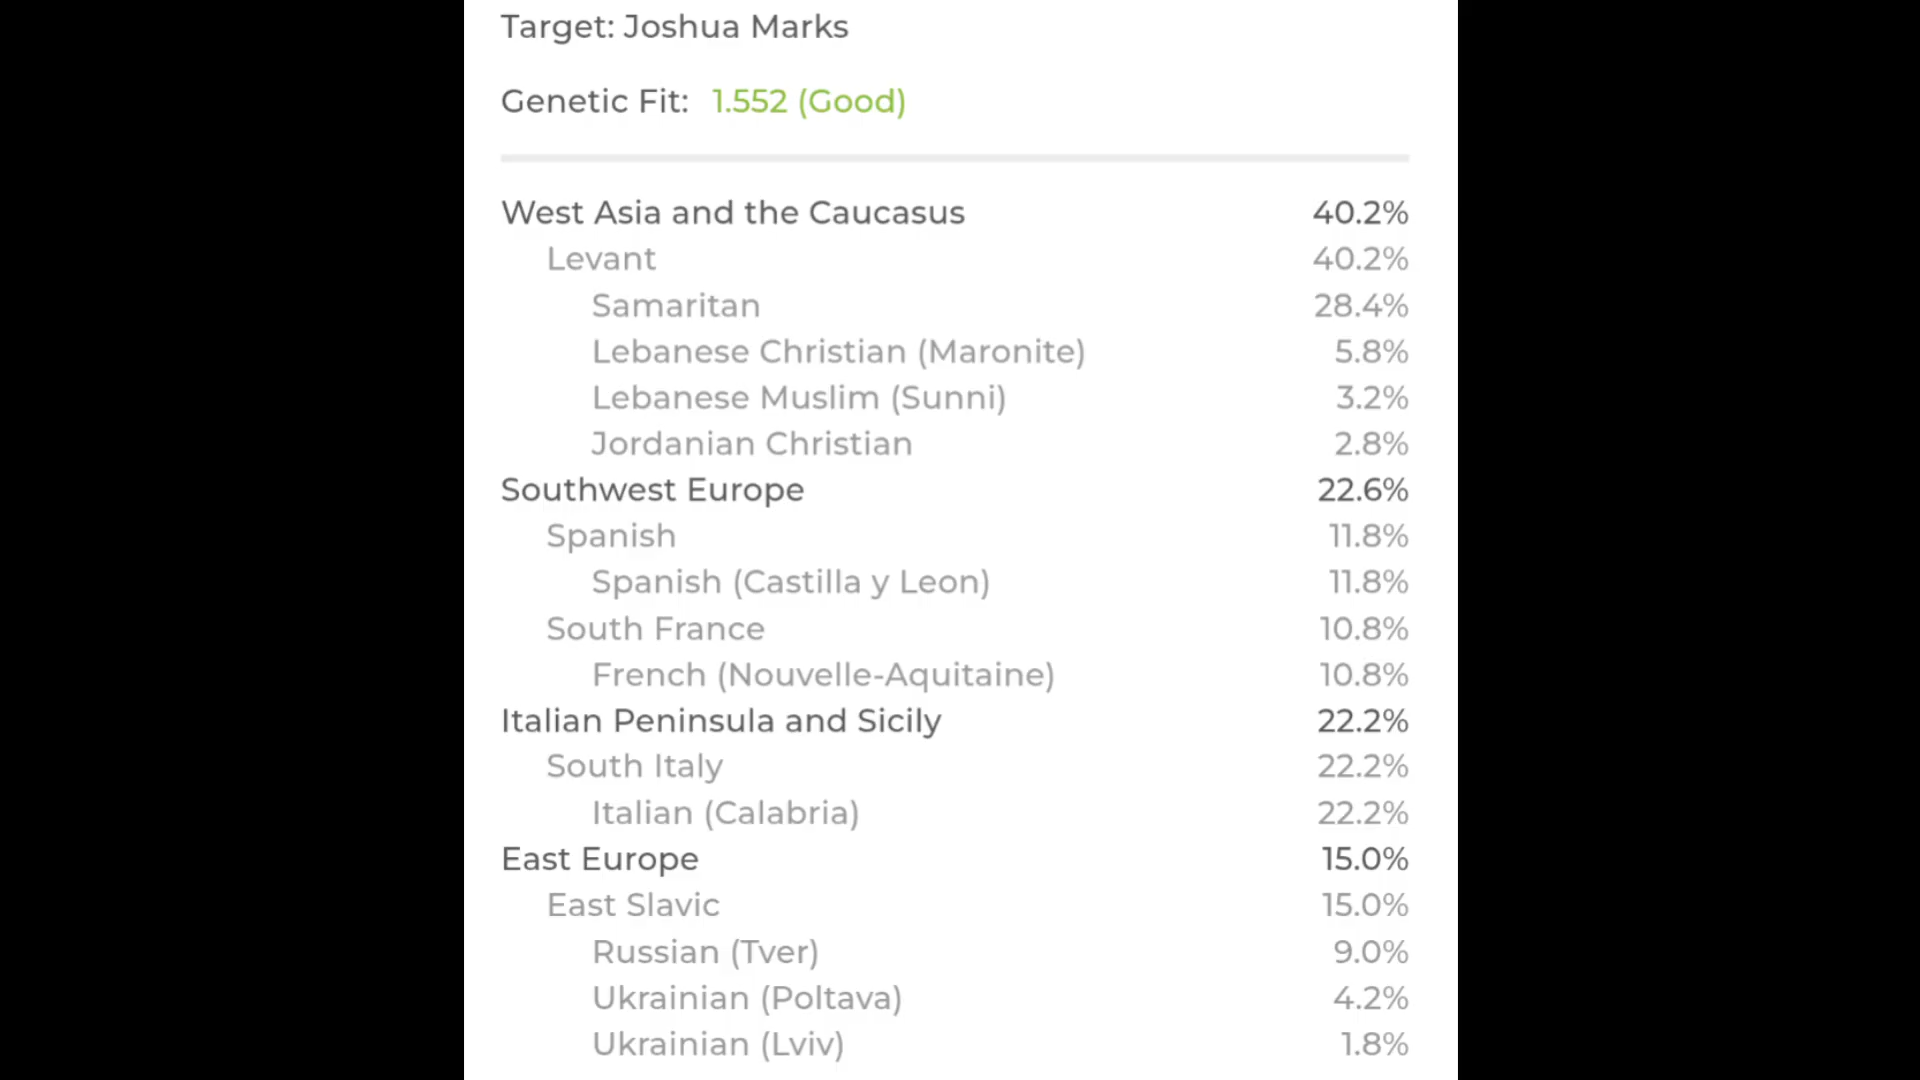 Target: Joshua Marks
Genetic Fit: 1.552 (Good)
West Asia and the Caucasus 40.2%
Levant 40.2%
Samaritan 28.4%
Lebanese Christian (Maronite) 5.8%
Lebanese Muslim (Sunni) 3.2%
Jordanian Christian 2.8%
Southwest Europe 22.6%
Spanish 11.8%
Spanish (Castilla y Leon) 11.8%
South France 10.8%
French (Nouvelle-Aquitaine) 10.8%
Italian Peninsula and Sicily 22.2%
South Italy 22.2%
Italian (Calabria) 22.2%
East Europe 15.0%
East Slavic 15.0%
Russian (Tver) 9.0%
Ukrainian (Poltava) 4.2%
Ukrainian (Lviv) 1.8%